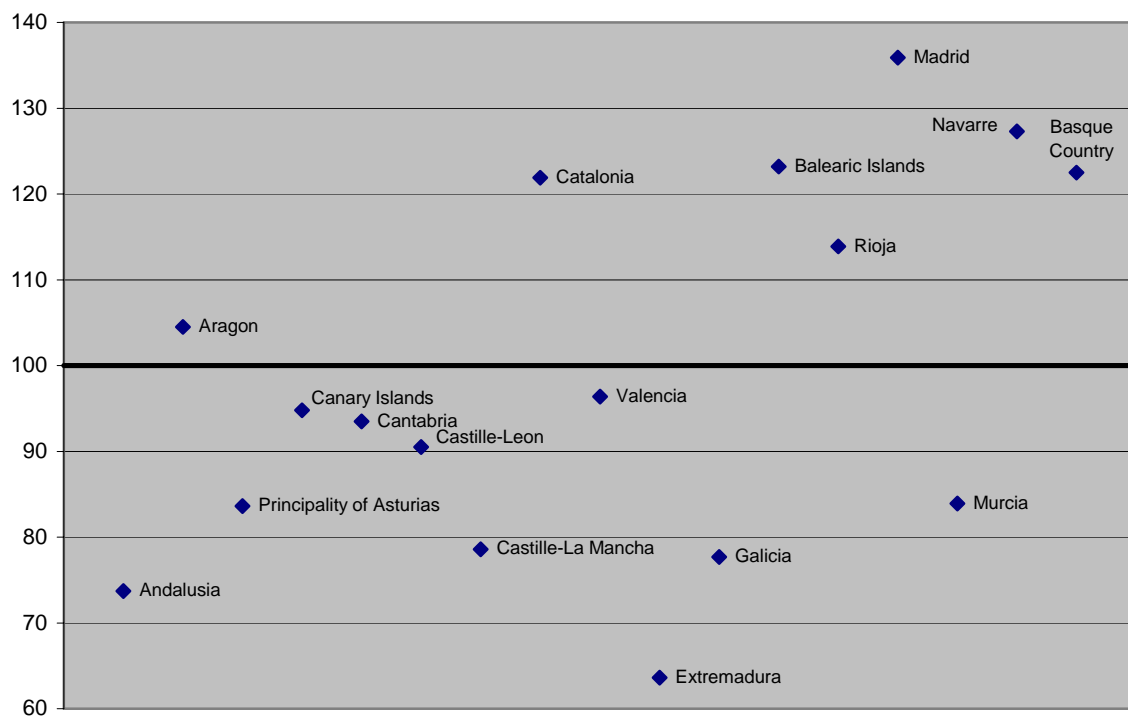 140
Madrid
130
Navarre
Basque
Country
Balearic Islands
Catalonia
120
Rioja
110
Aragon
100
Canary Islands
Valencia
Cantabria
Castille-Leon
90
Principality of Asturias
Murcia
80
Castille-La Mancha
Galicia
Andalusia
70
Extremadura
60